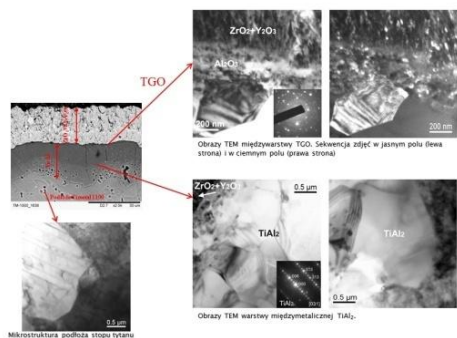 TGO
ZrO₂+Y₂O₃
Al₂O₃
200 nm
200 nm
Obrazy TEM międzywarstwy TGO. Sekwencja zdjęć w jasnym polu (lewa
strona) i w ciemnym polu (prawa strona)
ZrO₂+Y₂O₃
0.5 µm
TiAl₂
TiAl₂
TiAl₂
0.5 µm
Obrazy TEM warstwy międzymetalicznej TiAl₂.
0.5 µm
Mikrostruktura podłoża stopu tytanu